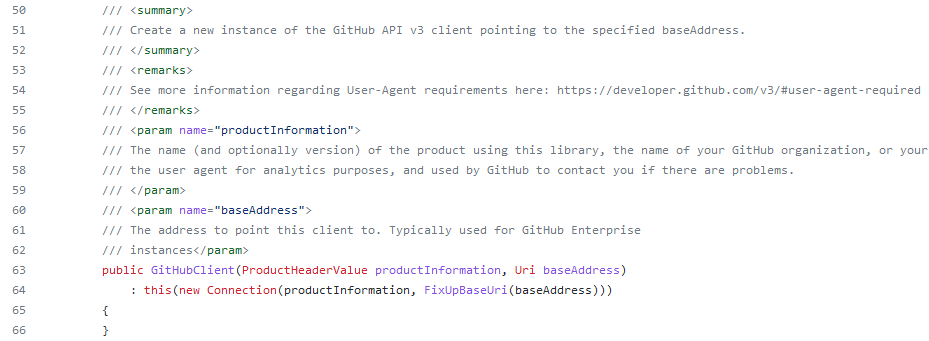 50 /// <summary>
51 /// Create a new instance of the GitHub API v3 client pointing to the specified baseAddress.
52 /// </summary>
53 /// <remarks>
54 /// See more information regarding User-Agent requirements here: https://developer.github.com/v3/#user-agent-required
55 /// </remarks>
56 /// <param name="productInformation">
57 /// The name (and optionally version) of the product using this library, the name of your GitHub organization, or your
58 /// the user agent for analytics purposes, and used by GitHub to contact you if there are problems.
59 /// </param>
60 /// <param name="baseAddress">
61 /// The address to point this client to. Typically used for GitHub Enterprise
62 /// instances</param>
63 public GitHubClient(ProductHeaderValue productInformation, Uri baseAddress)
64 : this(new Connection(productInformation, FixUpBaseUri(baseAddress)))
65 {
66 }